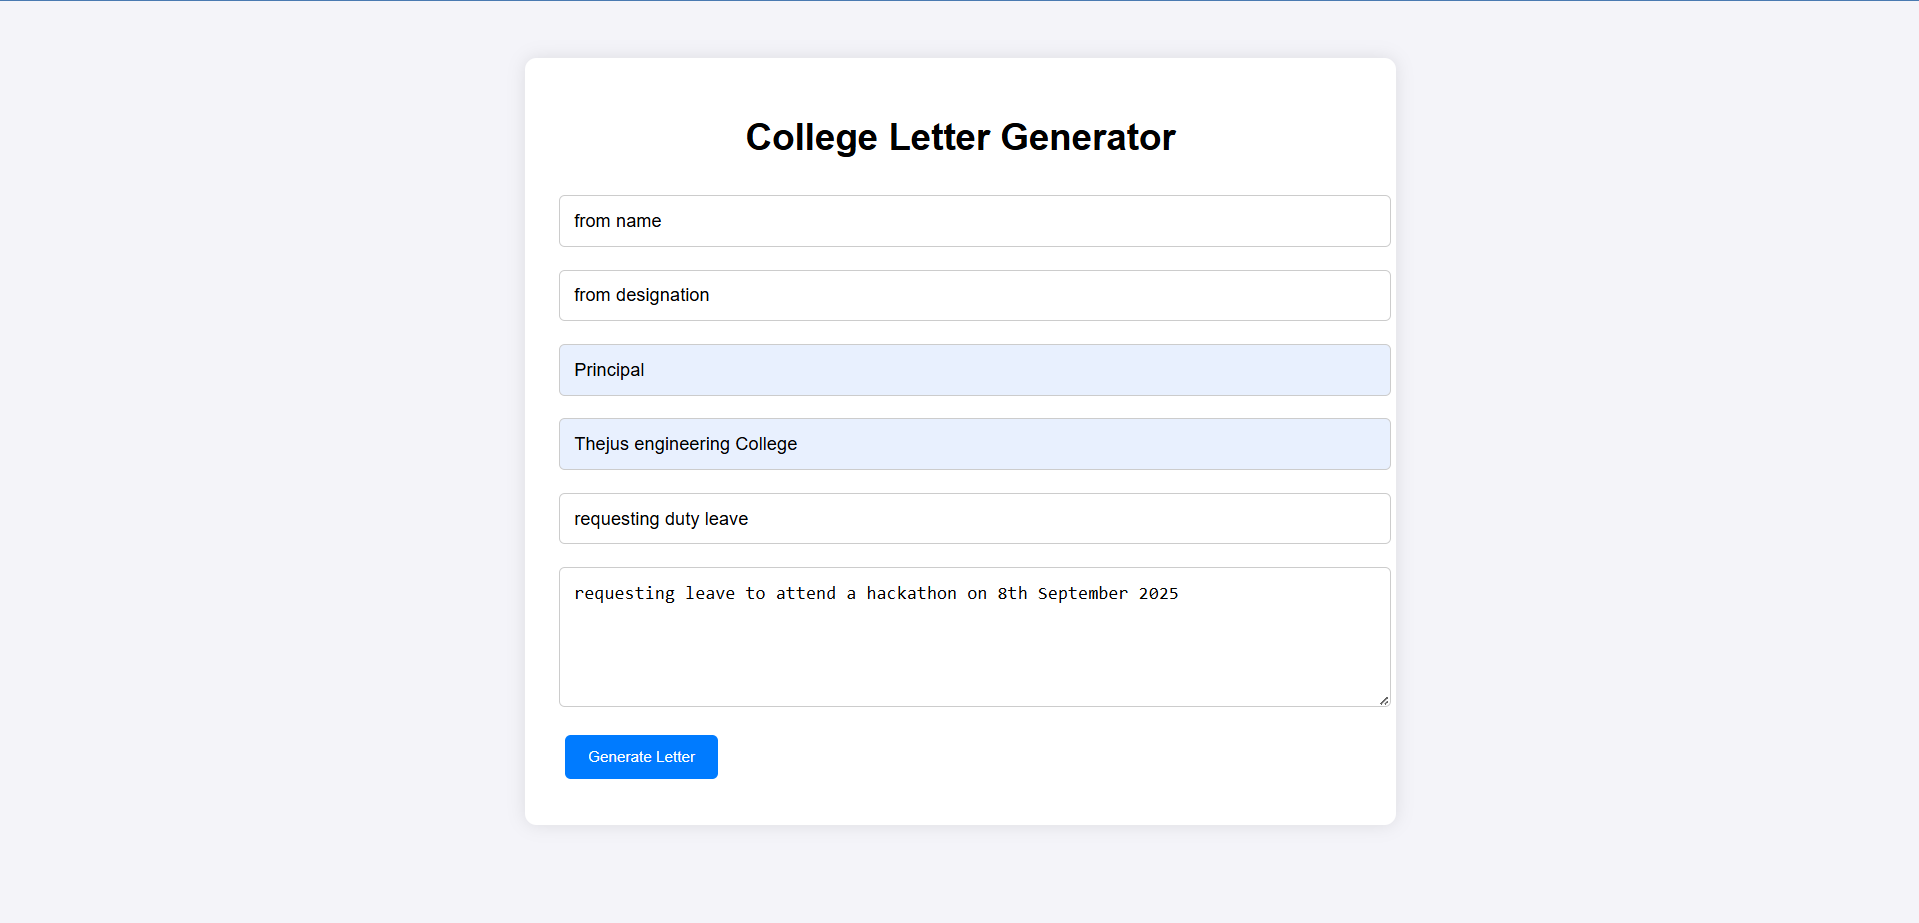 College Letter Generator
from name
from designation
Principal
Thejus engineering College
requesting duty leave
requesting leave to attend a hackathon on 8th September 2025
Generate Letter